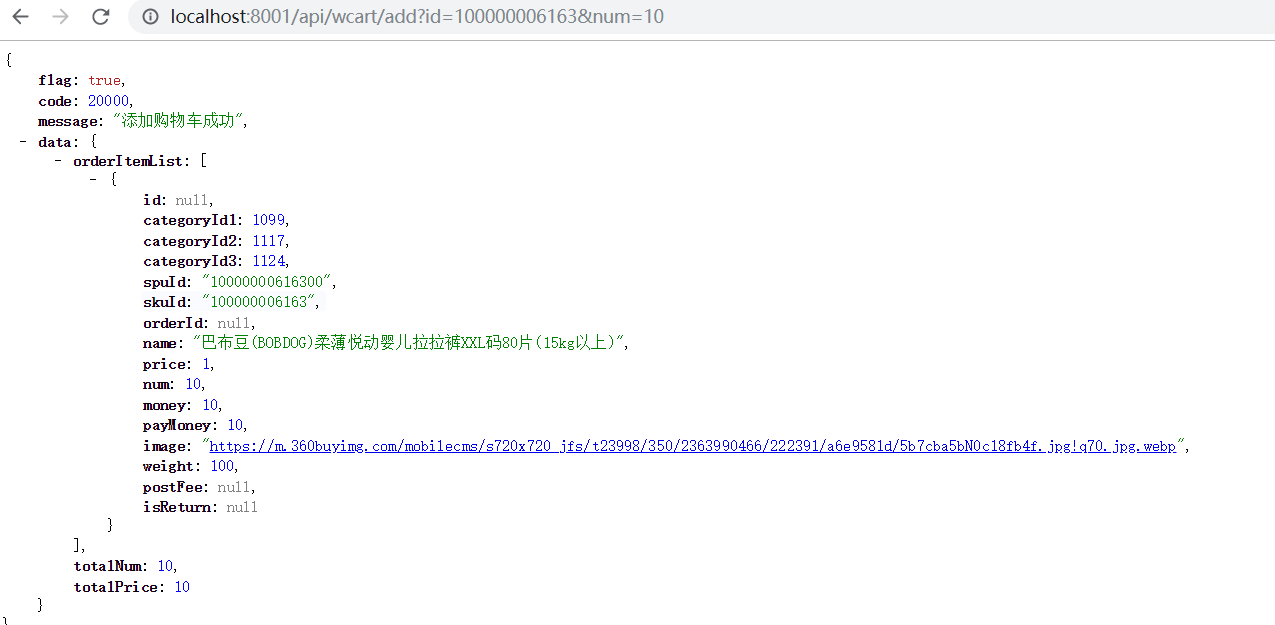 localhost:8001/api/wcart/add?id=100000006163&num=10
{
flag: true,
code: 20000,
message: "添加购物车成功",
- data: {
- orderItemList: [
- {
id: null,
categoryId1: 1099,
categoryId2: 1117,
categoryId3: 1124,
spuId: "10000000616300",
skuId: "100000006163",
orderId: null,
name: "巴布豆(BOBDOG)柔薄悦动婴儿拉拉裤XXL码80片(15kg以上)",
price: 1,
num: 10,
money: 10,
payMoney: 10,
image: "https://m.360buyimg.com/mobilecms/s720x720_jfs/t23998/350/2363990466/222391/a6e9581d/5b7cba5bN0c18fb4f.jpg!q70.jpg.webp",
weight: 100,
postFee: null,
isReturn: null
}
],
totalNum: 10,
totalPrice: 10
}
}